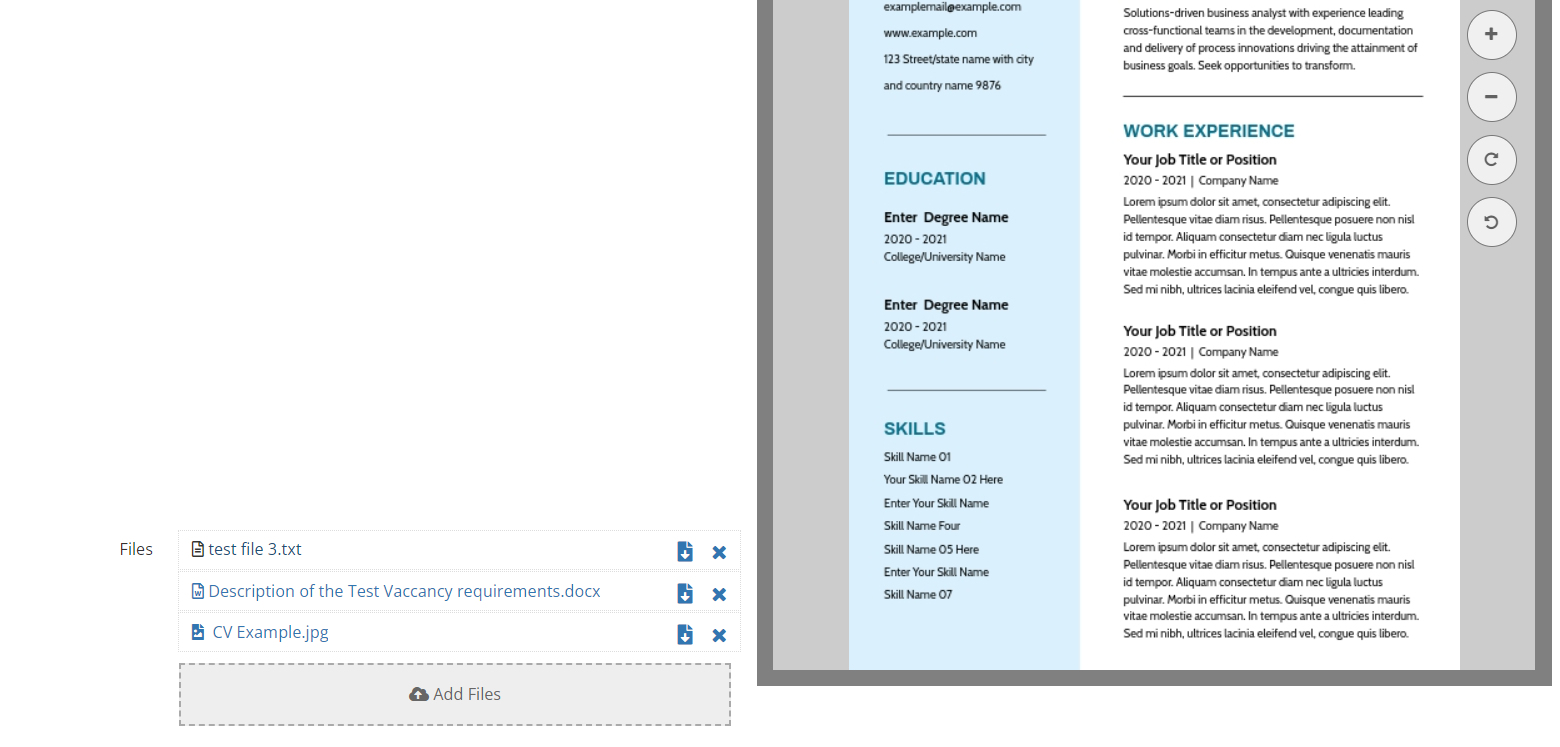 Files
test file 3.txt
Description of the Test Vaccancy requirements.docx
CV Example.jpg
Add Files
examplemail@example.com
www.example.com
123 Street/state name with city
and country name 9876
EDUCATION
Enter Degree Name
2020 - 2021
College/University Name
Enter Degree Name
2020 - 2021
College/University Name
SKILLS
Skill Name 01
Your Skill Name 02 Here
Enter Your Skill Name
Skill Name Four
Skill Name 05 Here
Enter Your Skill Name
Skill Name 07
Solutions-driven business analyst with experience leading
cross-functional teams in the development, documentation
and delivery of process innovations driving the attainment of
business goals. Seek opportunities to transform.
WORK EXPERIENCE
Your Job Title or Position
2020 - 2021 | Company Name
Lorem ipsum dolor sit amet, consectetur adipiscing elit.
Pellentesque vitae diam risus. Pellentesque posuere non nisl
id tempor. Aliquam consectetur diam nec ligula luctus
pulvinar. Morbi in efficitur metus. Quisque venenatis mauris
vitae molestie accumsan. In tempus ante a ultricies interdum.
Sed mi nibh, ultrices lacinia eleifend vel, congue quis libero.
Your Job Title or Position
2020 - 2021 | Company Name
Lorem ipsum dolor sit amet, consectetur adipiscing elit.
Pellentesque vitae diam risus. Pellentesque posuere non nisl
id tempor. Aliquam consectetur diam nec ligula luctus
pulvinar. Morbi in efficitur metus. Quisque venenatis mauris
vitae molestie accumsan. In tempus ante a ultricies interdum.
Sed mi nibh, ultrices lacinia eleifend vel, congue quis libero.
Your Job Title or Position
2020 - 2021 | Company Name
Lorem ipsum dolor sit amet, consectetur adipiscing elit.
Pellentesque vitae diam risus. Pellentesque posuere non nisl
id tempor. Aliquam consectetur diam nec ligula luctus
pulvinar. Morbi in efficitur metus. Quisque venenatis mauris
vitae molestie accumsan. In tempus ante a ultricies interdum.
Sed mi nibh, ultrices lacinia eleifend vel, congue quis libero.